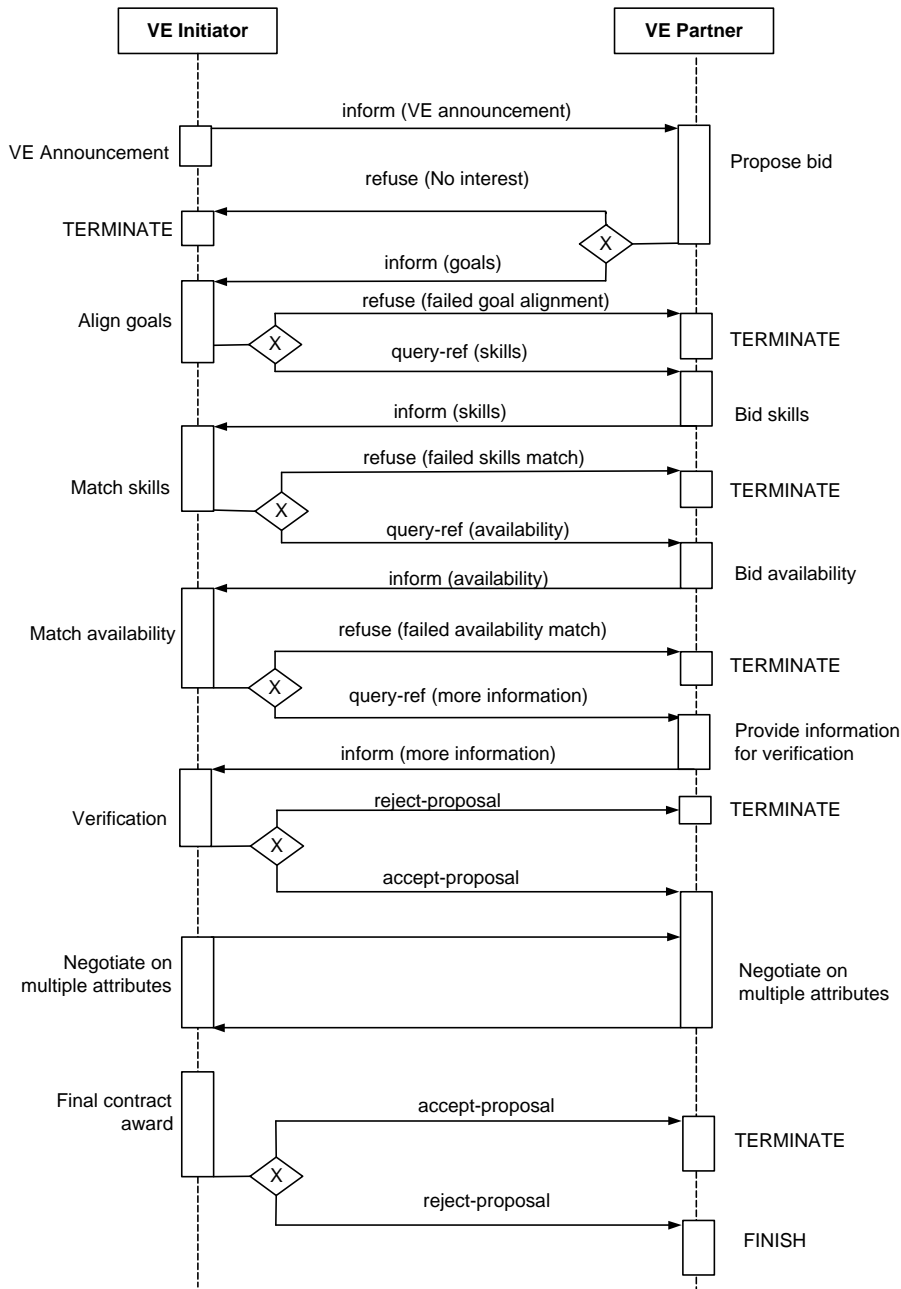 VE Initiator
VE Partner
inform (VE announcement)
VE Announcement
Propose bid
refuse (No interest)
TERMINATE
X
inform (goals)
refuse (failed goal alignment)
Align goals
X
TERMINATE
query-ref (skills)
inform (skills)
Bid skills
refuse (failed skills match)
Match skills
X
TERMINATE
query-ref (availability)
inform (availability)
Bid availability
Match availability
refuse (failed availability match)
TERMINATE
X
query-ref (more information)
Provide information
for verification
inform (more information)
reject-proposal
TERMINATE
Verification
X
accept-proposal
Negotiate on
multiple attributes
Negotiate on
multiple attributes
Final contract
award
accept-proposal
TERMINATE
X
reject-proposal
FINISH